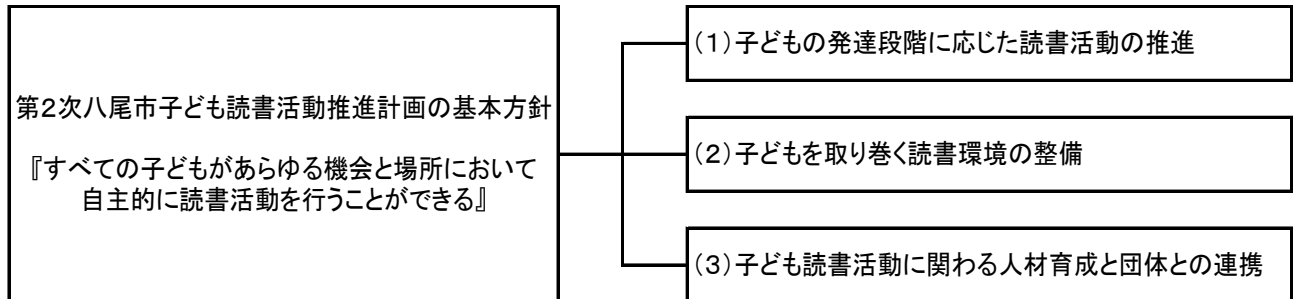 第2次八尾市子ども読書活動推進計画の基本方針
『すべての子どもがあらゆる機会と場所において
自主的に読書活動を行うことができる』
(1)子どもの発達段階に応じた読書活動の推進
(2)子どもを取り巻く読書環境の整備
(3)子ども読書活動に関わる人材育成と団体との連携